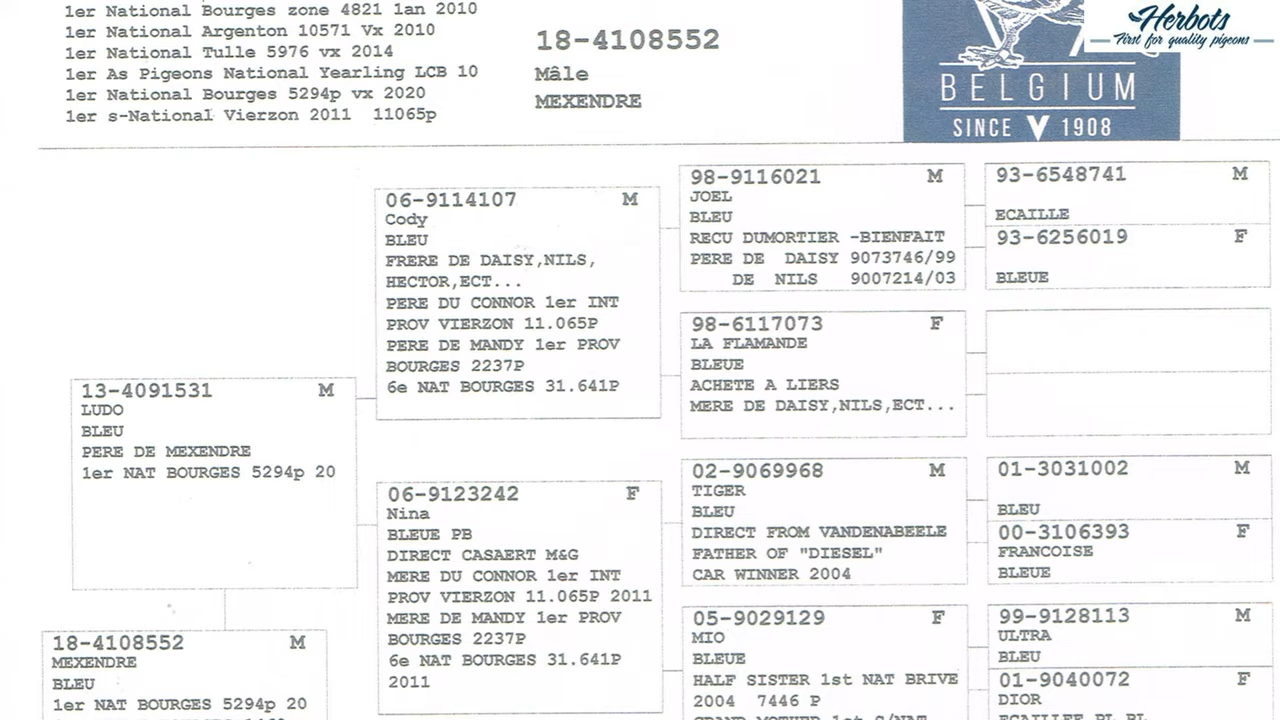 1er National Bourges zone 4821 1an 2010
1er National Argenton 10571 Vx 2010
1er National Tulle 5976 vx 2014
1er As Pigeons National Yearling LCB 10
1er National Bourges 5294p vx 2020
1er s-National Vierzon 2011 11065p
18-4108552
Mâle
MEXENDRE
BELGIUM
SINCE 1908
Herbots
First for quality pigeons
13-4091531 M
LUDO
BLEU
PERE DE MEXENDRE
1er NAT BOURGES 5294p 20
18-4108552 M
MEXENDRE
BLEU
1er NAT BOURGES 5294p 20
06-9114107 M
Cody
BLEU
FRERE DE DAISY,NILS,
HECTOR,ECT...
PERE DU CONNOR 1er INT
PROV VIERZON 11.065P
PERE DE MANDY 1er PROV
BOURGES 2237P
6e NAT BOURGES 31.641P
06-9123242 F
Nina
BLEUE PB
DIRECT CASAERT M&G
MERE DU CONNOR 1er INT
PROV VIERZON 11.065P 2011
MERE DE MANDY 1er PROV
BOURGES 2237P
6e NAT BOURGES 31.641P
2011
98-9116021 M
JOEL
BLEU
RECU DUMORTIER -BIENFAIT
PERE DE DAISY 9073746/99
DE NILS 9007214/03
98-6117073 F
LA FLAMANDE
BLEUE
ACHETE A LIERS
MERE DE DAISY,NILS,ECT...
02-9069968 M
TIGER
BLEU
DIRECT FROM VANDENABEELE
FATHER OF "DIESEL"
CAR WINNER 2004
05-9029129 F
MIO
BLEUE
HALF SISTER 1st NAT BRIVE
2004 7446 P
GRAND MOTHER 1st S/NAT
93-6548741 M
ECAILLE
93-6256019 F
BLEUE
01-3031002 M
BLEU
00-3106393 F
FRANCOISE
BLEUE
99-9128113 M
ULTRA
BLEU
01-9040072 F
DIOR
ECAILLEE PL BL